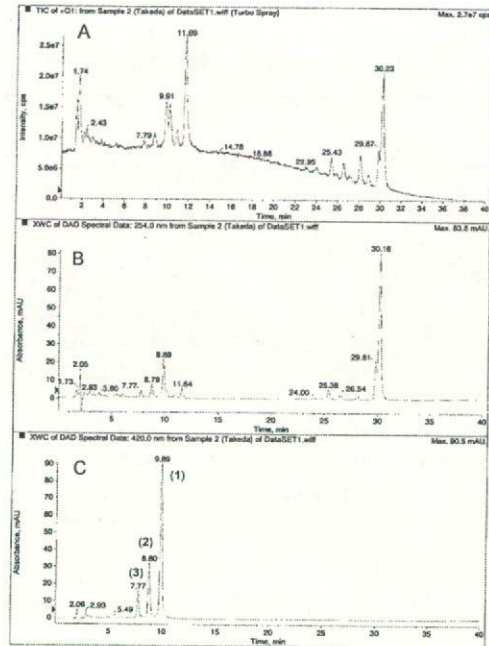 TIC of +Q1: from Sample 2 (Takeda) of DataSET1.wiff (Turbo Spray)
Max. 2.7e7 cps
A
11.69
30.23
1.74
9.91
2.43
7.79
14.78
18.88
22.95
25.43
29.87
2.5e7
2.0e7
1.5e7
1.0e7
5.0e6
0.0
Intensity, cps
2 4 6 8 10 12 14 16 18 20 22 24 26 28 30 32 34 36 38 40
Time, min
XWC of DAD Spectral Data: 254.0 nm from Sample 2 (Takeda) of DataSET1.wiff
Max. 83.8 mAU
B
30.16
29.81
9.89
2.05
1.73
2.93
3.80
7.77
8.79
11.64
24.00
25.38
26.54
80
70
60
50
40
30
20
10
0
Absorbance, mAU
5 10 15 20 25 30 35 40
Time, min
XWC of DAD Spectral Data: 420.0 nm from Sample 2 (Takeda) of DataSET1.wiff
Max. 90.5 mAU
C
9.89
(1)
(2)
8.80
(3)
7.77
2.06
2.93
5.49
90
80
70
60
50
40
30
20
10
0
Absorbance, mAU
5 10 15 20 25 30 35 40
Time, min